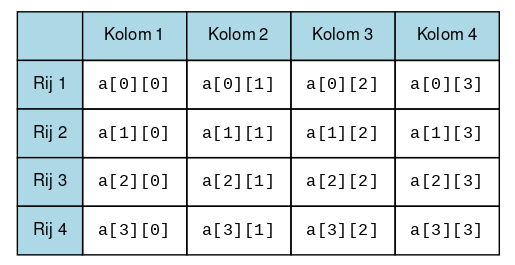 Kolom 1 Kolom 2 Kolom 3 Kolom 4
Rij 1 a[0][0] a[0][1] a[0][2] a[0][3]
Rij 2 a[1][0] a[1][1] a[1][2] a[1][3]
Rij 3 a[2][0] a[2][1] a[2][2] a[2][3]
Rij 4 a[3][0] a[3][1] a[3][2] a[3][3]